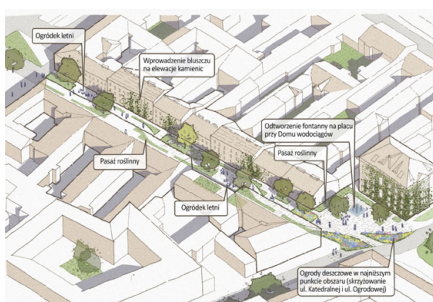 Ogródek letni
Wprowadzenie bluszczu
na elewacje kamienic
Odtworzenie fontanny na placu
przy Domu wodociągów
Pasaż roślinny
Pasaż roślinny
Ogródek letni
Ogrody deszczowe w najniższym
punkcie obszaru (skrzyżowanie
ul. Katedralnej i ul. Ogrodowej)